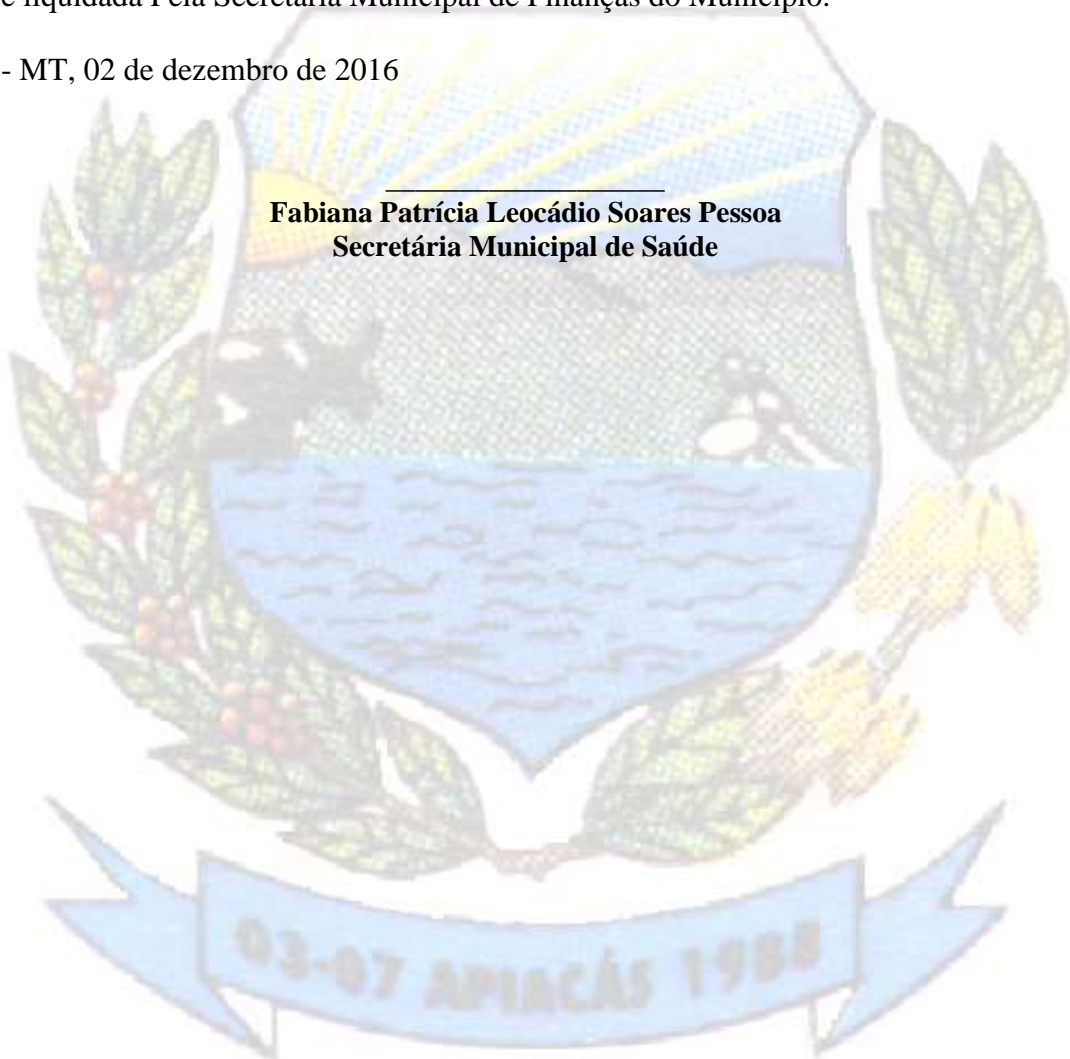 e liquidada Pela Secretaria Municipal de Finanças do Município.
- MT, 02 de dezembro de 2016
Fabiana Patrícia Leocádio Soares Pessoa
Secretária Municipal de Saúde
03-07 APIACÁS 1988